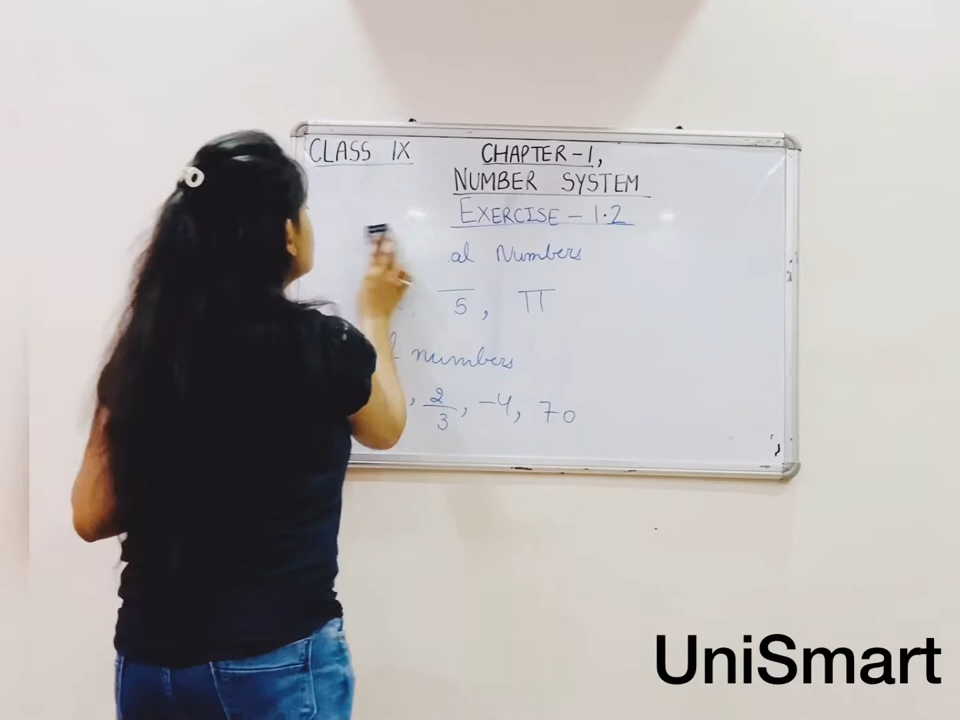 CLASS IX
CHAPTER-1,
NUMBER SYSTEM
EXERCISE - 1.2
al Numbers
5, π
numbers
, 2/3, -4, 70
UniSmart